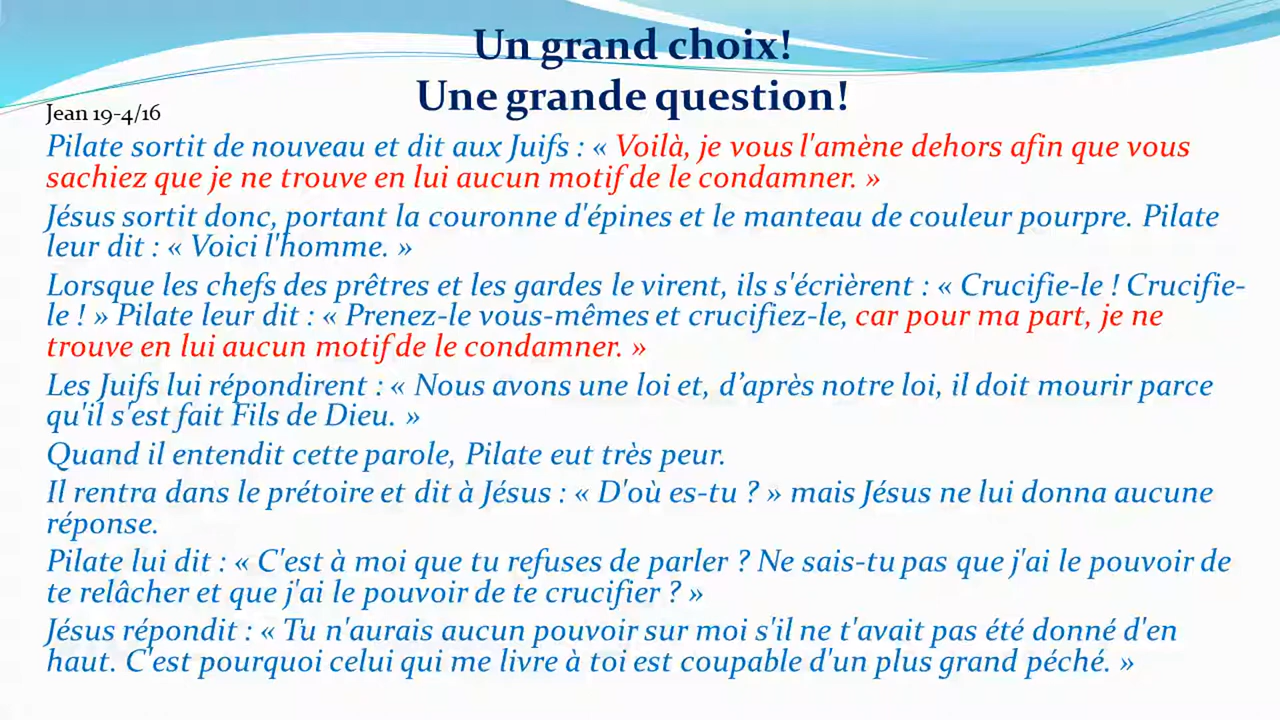 Un grand choix!
Une grande question!
Jean 19-4/16
Pilate sortit de nouveau et dit aux Juifs : « Voilà, je vous l'amène dehors afin que vous
sachiez que je ne trouve en lui aucun motif de le condamner. »
Jésus sortit donc, portant la couronne d'épines et le manteau de couleur pourpre. Pilate
leur dit : « Voici l'homme. »
Lorsque les chefs des prêtres et les gardes le virent, ils s'écrièrent : « Crucifie-le ! Crucifie-
le ! » Pilate leur dit : « Prenez-le vous-mêmes et crucifiez-le, car pour ma part, je ne
trouve en lui aucun motif de le condamner. »
Les Juifs lui répondirent : « Nous avons une loi et, d’après notre loi, il doit mourir parce
qu'il s'est fait Fils de Dieu. »
Quand il entendit cette parole, Pilate eut très peur.
Il rentra dans le prétoire et dit à Jésus : « D'où es-tu ? » mais Jésus ne lui donna aucune
réponse.
Pilate lui dit : « C'est à moi que tu refuses de parler ? Ne sais-tu pas que j'ai le pouvoir de
te relâcher et que j'ai le pouvoir de te crucifier ? »
Jésus répondit : « Tu n'aurais aucun pouvoir sur moi s'il ne t'avait pas été donné d'en
haut. C'est pourquoi celui qui me livre à toi est coupable d'un plus grand péché. »